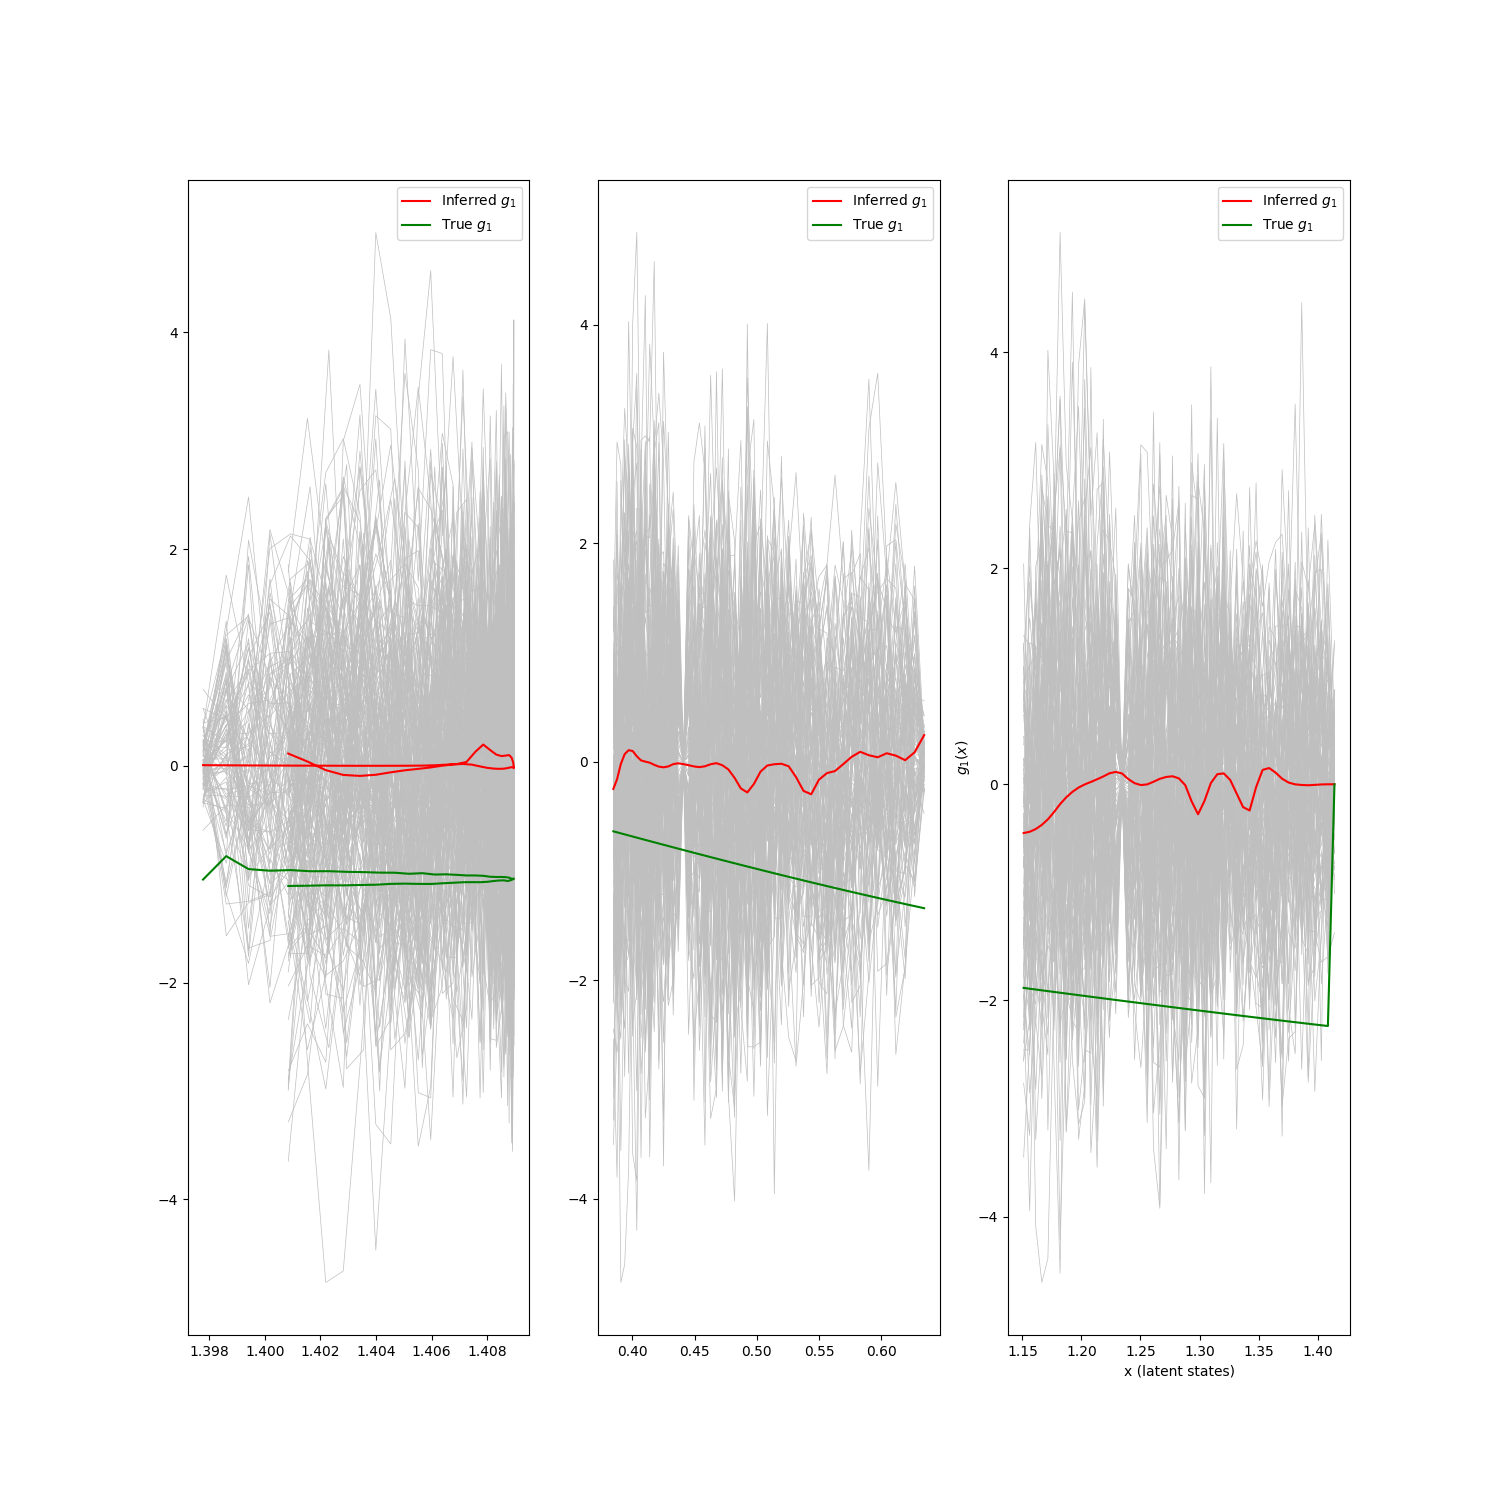 Inferred g₁
True g₁
4
2
0
−2
−4
1.398 1.400 1.402 1.404 1.406 1.408
Inferred g₁
True g₁
4
2
0
−2
−4
0.40 0.45 0.50 0.55 0.60
Inferred g₁
True g₁
g₁(x)
4
2
0
−2
−4
1.15 1.20 1.25 1.30 1.35 1.40
x (latent states)